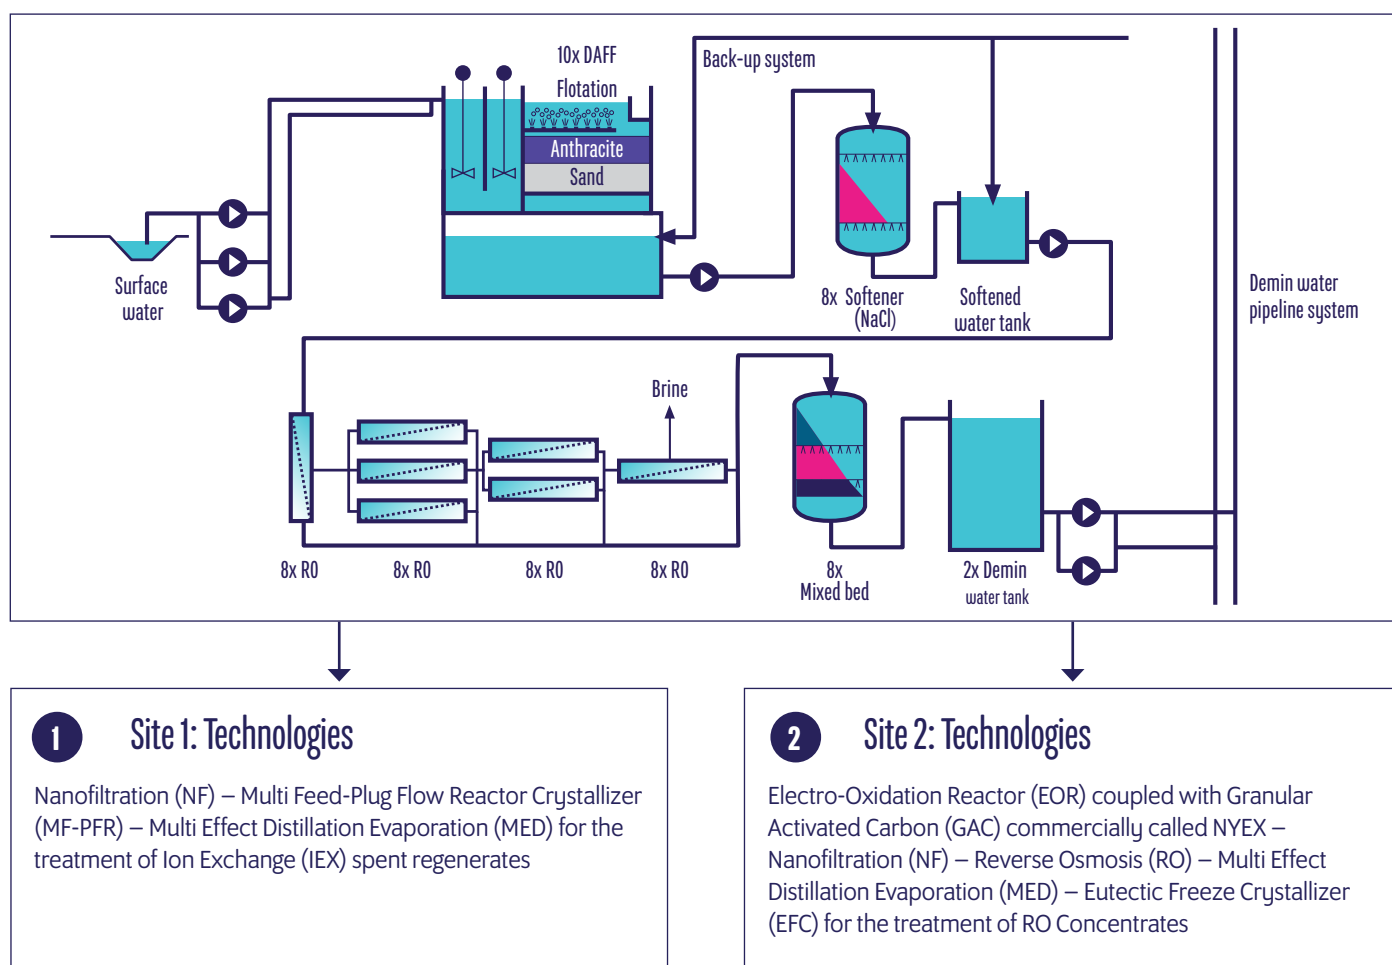 10x DAFF
Flotation
Anthracite
Sand
Back-up system
Surface
water
8x Softener
(NaCl)
Softened
water tank
Demin water
pipeline system
Brine
8x RO
8x RO
8x RO
8x RO
8x
Mixed bed
2x Demin
water tank
1
Site 1: Technologies
Nanofiltration (NF) – Multi Feed-Plug Flow Reactor Crystallizer
(MF-PFR) – Multi Effect Distillation Evaporation (MED) for the
treatment of Ion Exchange (IEX) spent regenerates
2
Site 2: Technologies
Electro-Oxidation Reactor (EOR) coupled with Granular
Activated Carbon (GAC) commercially called NYEX –
Nanofiltration (NF) – Reverse Osmosis (RO) – Multi Effect
Distillation Evaporation (MED) – Eutectic Freeze Crystallizer
(EFC) for the treatment of RO Concentrates